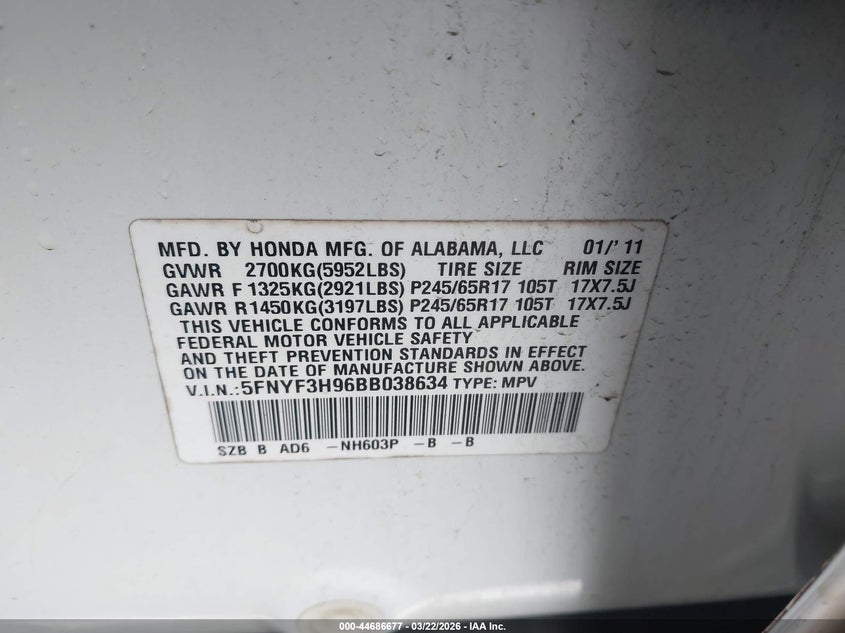 MFD. BY HONDA MFG. OF ALABAMA, LLC 01/'11
GVWR 2700KG(5952LBS) TIRE SIZE RIM SIZE
GAWR F 1325KG(2921LBS) P245/65R17 105T 17X7.5J
GAWR R1450KG(3197LBS) P245/65R17 105T 17X7.5J
THIS VEHICLE CONFORMS TO ALL APPLICABLE
FEDERAL MOTOR VEHICLE SAFETY
AND THEFT PREVENTION STANDARDS IN EFFECT
ON THE DATE OF MANUFACTURE SHOWN ABOVE.
V.I.N.:5FNYF3H96BB038634 TYPE: MPV
SZB B AD6 -NH603P -B -B
000-44686677 - 03/22/2026 - IAA Inc.